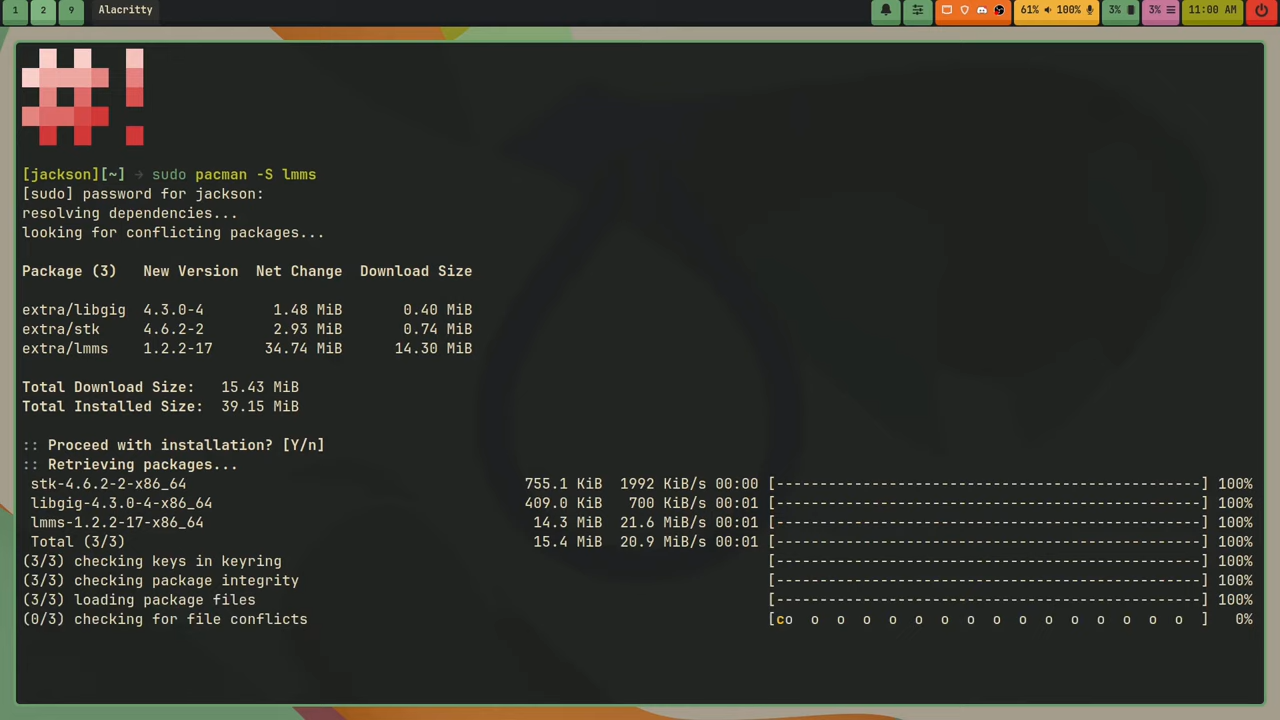 1 2 9 Alacritty 61% 100% 3% 3% 11:00 AM
#!
[jackson][~] → sudo pacman -S lmms
[sudo] password for jackson:
resolving dependencies...
looking for conflicting packages...
Package (3) New Version Net Change Download Size
extra/libgig 4.3.0-4 1.48 MiB 0.40 MiB
extra/stk 4.6.2-2 2.93 MiB 0.74 MiB
extra/lmms 1.2.2-17 34.74 MiB 14.30 MiB
Total Download Size: 15.43 MiB
Total Installed Size: 39.15 MiB
:: Proceed with installation? [Y/n]
:: Retrieving packages...
stk-4.6.2-2-x86_64 755.1 KiB 1992 KiB/s 00:00 [-------------------------------------------------] 100%
libgig-4.3.0-4-x86_64 409.0 KiB 700 KiB/s 00:01 [-------------------------------------------------] 100%
lmms-1.2.2-17-x86_64 14.3 MiB 21.6 MiB/s 00:01 [-------------------------------------------------] 100%
Total (3/3) 15.4 MiB 20.9 MiB/s 00:01 [-------------------------------------------------] 100%
(3/3) checking keys in keyring [-------------------------------------------------] 100%
(3/3) checking package integrity [-------------------------------------------------] 100%
(3/3) loading package files [-------------------------------------------------] 100%
(0/3) checking for file conflicts [co o o o o o o o o o o o o o o o ] 0%